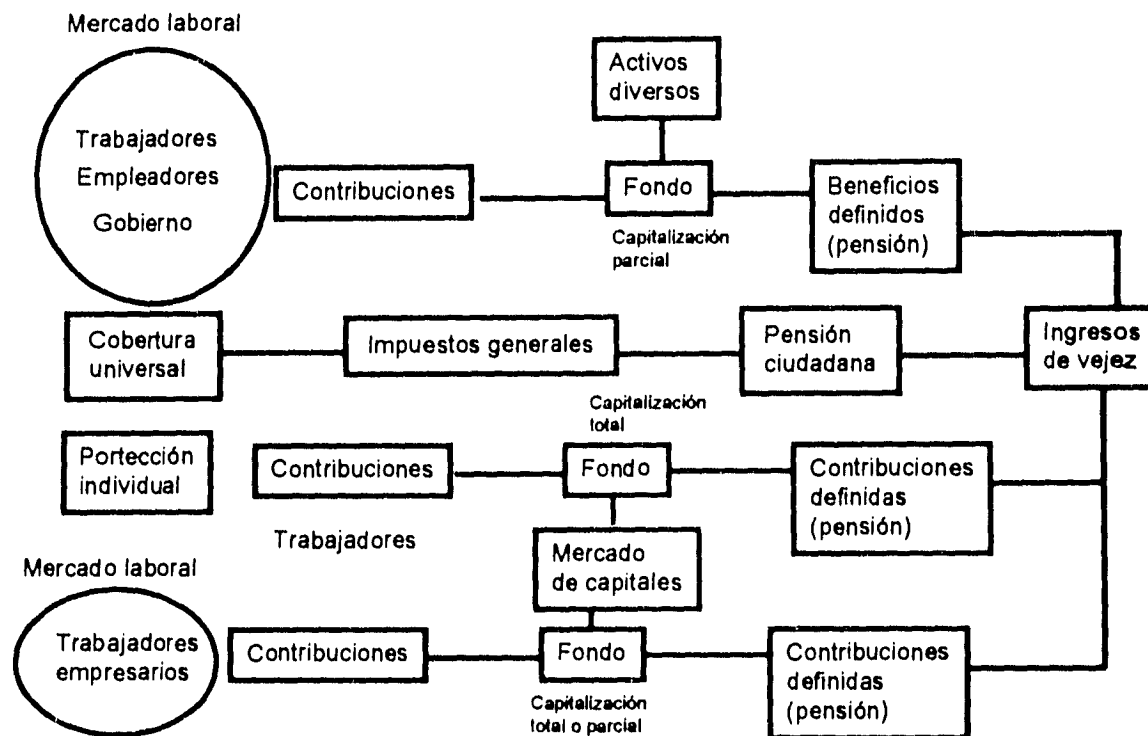 Mercado laboral
Trabajadores
Empleadores
Gobierno
Contribuciones
Activos
diversos
Fondo
Capitalización
parcial
Beneficios
definidos
(pensión)
Cobertura
universal
Impuestos generales
Pensión
ciudadana
Ingresos
de vejez
Portección
individual
Contribuciones
Trabajadores
Capitalización
total
Fondo
Contribuciones
definidas
(pensión)
Mercado
de capitales
Mercado laboral
Trabajadores
empresarios
Contribuciones
Fondo
Capitalización
total o parcial
Contribuciones
definidas
(pensión)